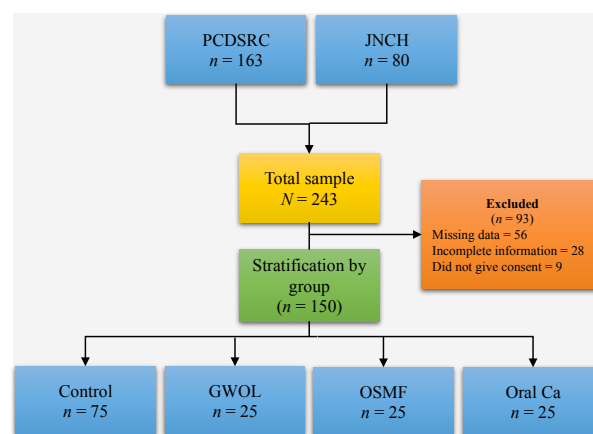 PCDSRC
n = 163
JNCH
n = 80
Total sample
N = 243
Excluded
(n = 93)
Missing data = 56
Incomplete information = 28
Did not give consent = 9
Stratification by
group
(n = 150)
Control
n = 75
GWOL
n = 25
OSMF
n = 25
Oral Ca
n = 25